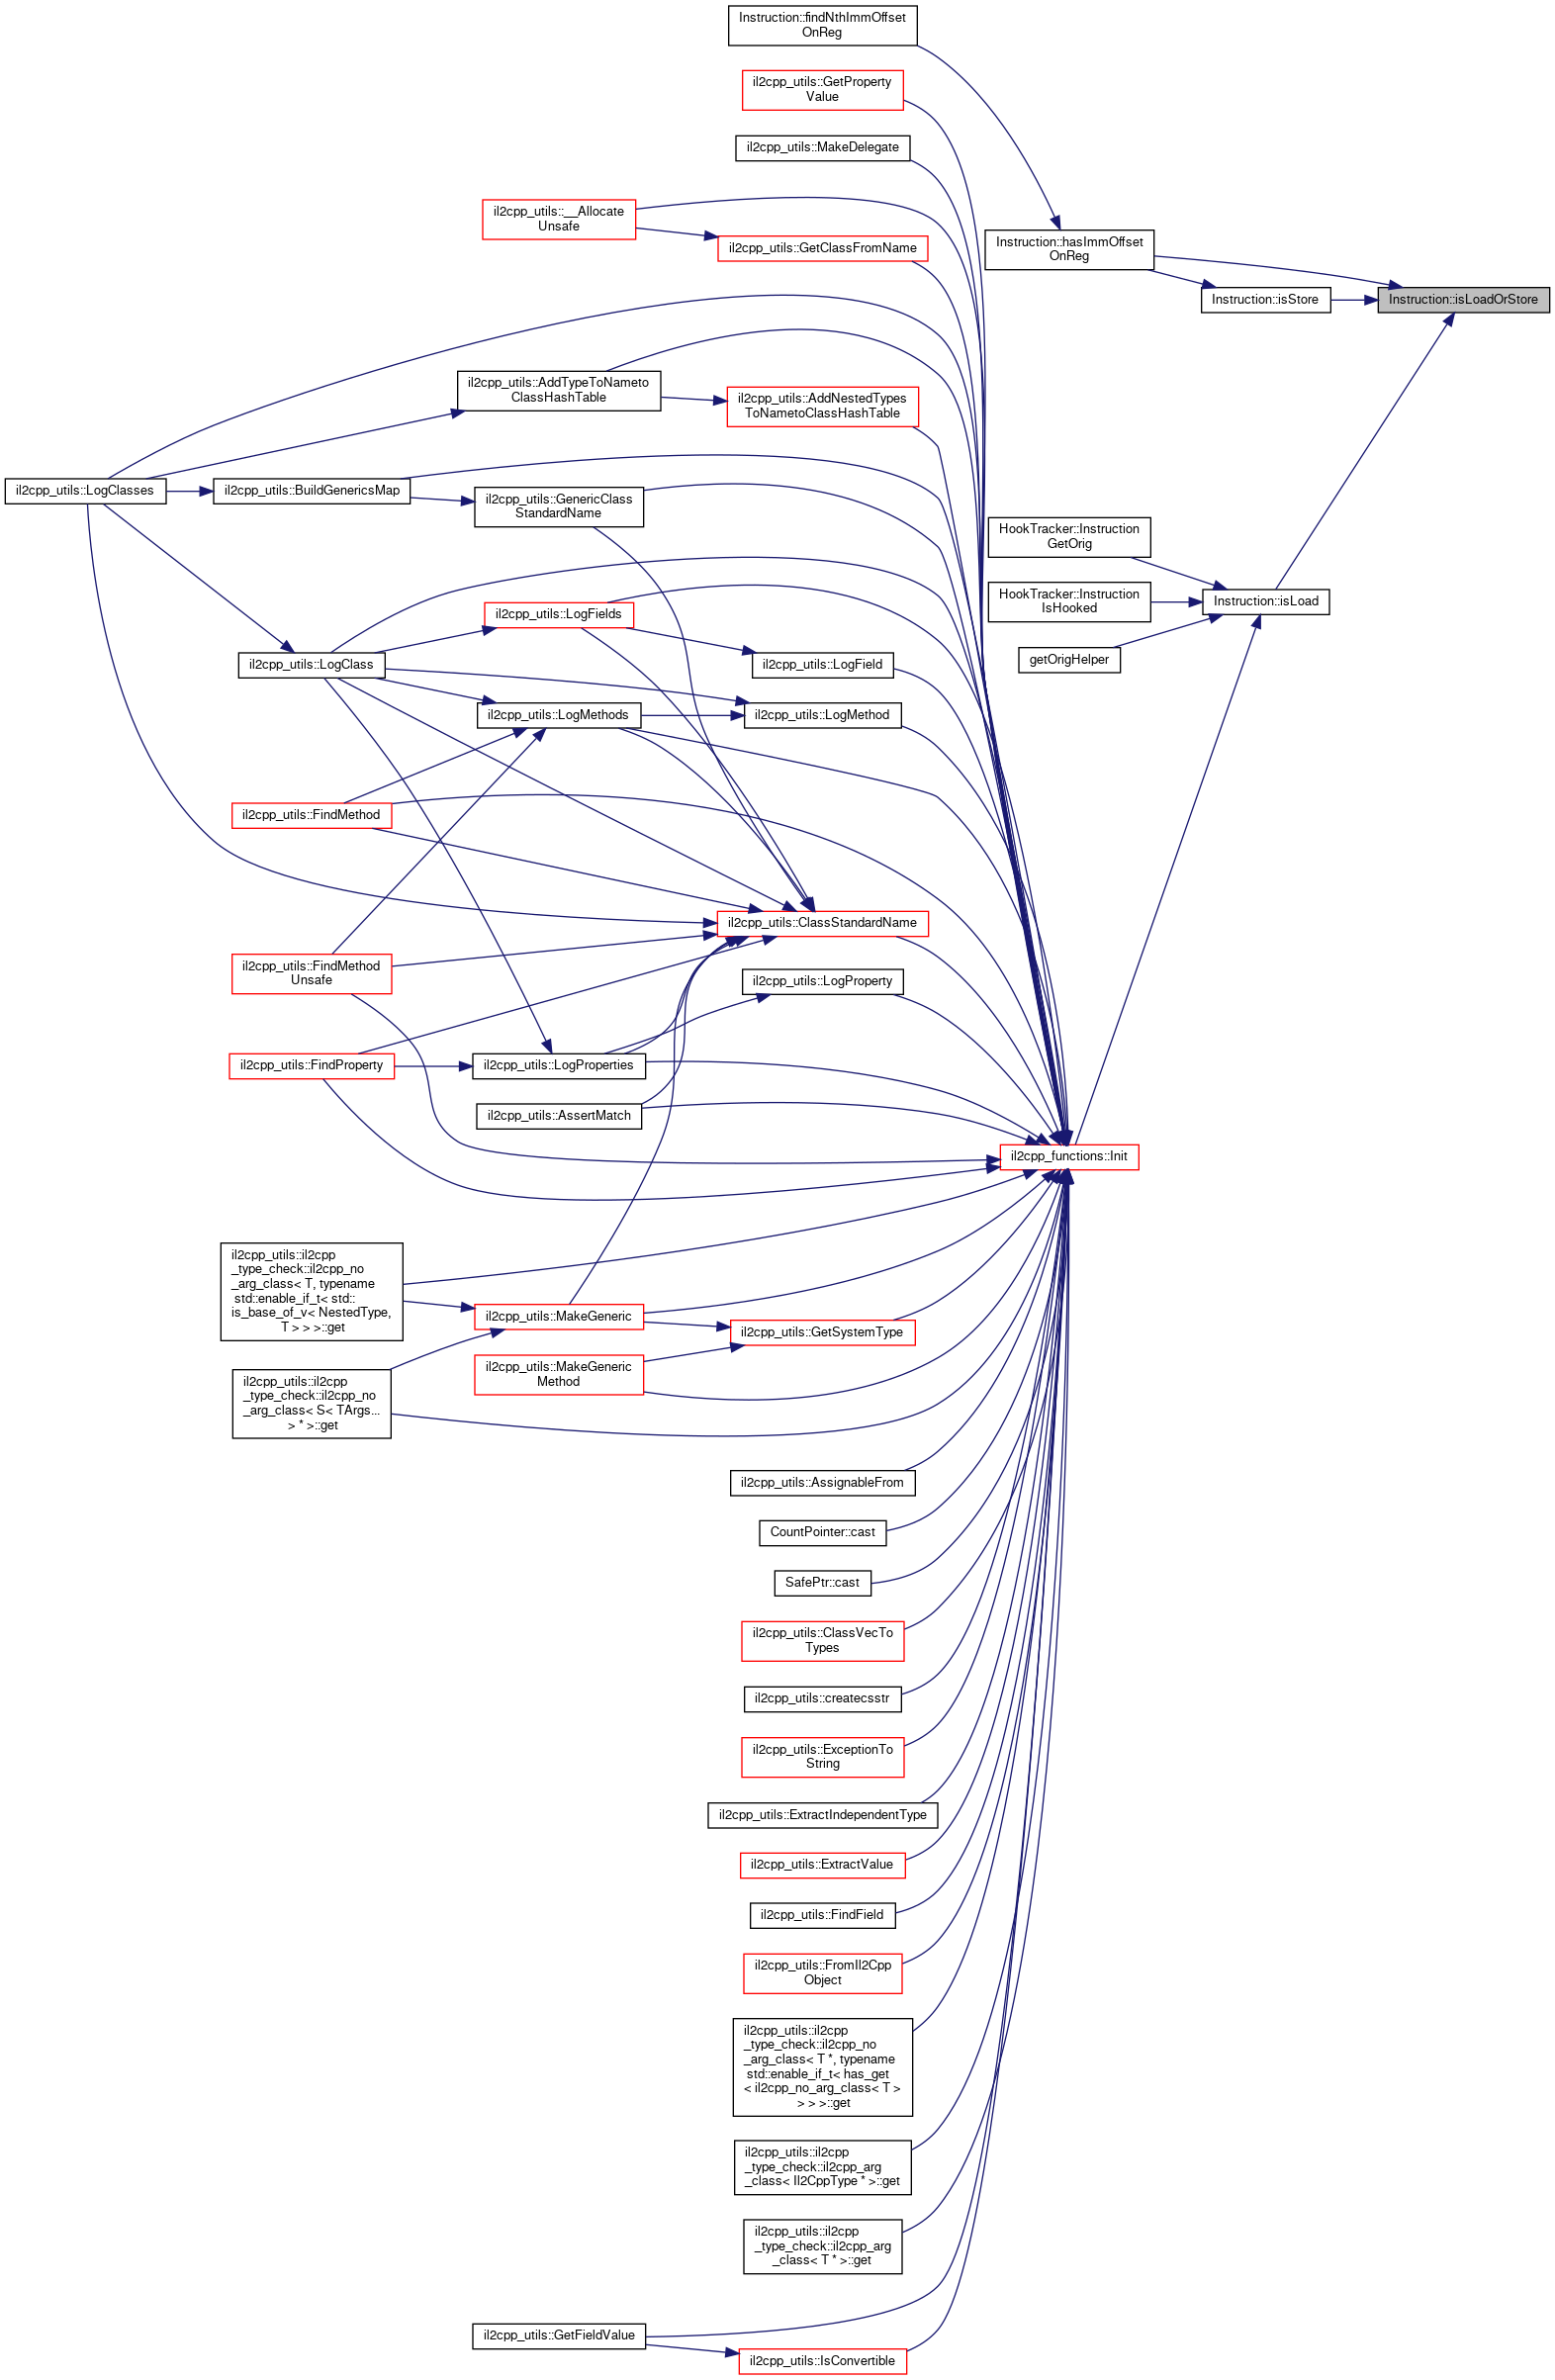 Instruction::findNthImmOffset
OnReg
il2cpp_utils::GetProperty
Value
il2cpp_utils::MakeDelegate
il2cpp_utils::__Allocate
Unsafe
il2cpp_utils::GetClassFromName
Instruction::hasImmOffset
OnReg
Instruction::isStore
Instruction::isLoadOrStore
il2cpp_utils::AddTypeToNameto
ClassHashTable
il2cpp_utils::AddNestedTypes
ToNametoClassHashTable
il2cpp_utils::LogClasses
il2cpp_utils::BuildGenericsMap
il2cpp_utils::GenericClass
StandardName
HookTracker::Instruction
GetOrig
HookTracker::Instruction
IsHooked
Instruction::isLoad
getOrigHelper
il2cpp_utils::LogFields
il2cpp_utils::LogClass
il2cpp_utils::LogField
il2cpp_utils::LogMethods
il2cpp_utils::LogMethod
il2cpp_utils::FindMethod
il2cpp_utils::ClassStandardName
il2cpp_utils::FindMethod
Unsafe
il2cpp_utils::LogProperty
il2cpp_utils::FindProperty
il2cpp_utils::LogProperties
il2cpp_utils::AssertMatch
il2cpp_functions::Init
il2cpp_utils::il2cpp
_type_check::il2cpp_no
_arg_class< T, typename
std::enable_if_t< std::
is_base_of_v< NestedType,
T > > >::get
il2cpp_utils::MakeGeneric
il2cpp_utils::GetSystemType
il2cpp_utils::MakeGeneric
Method
il2cpp_utils::il2cpp
_type_check::il2cpp_no
_arg_class< S< TArgs...
> * >::get
il2cpp_utils::AssignableFrom
CountPointer::cast
SafePtr::cast
il2cpp_utils::ClassVecTo
Types
il2cpp_utils::createcsstr
il2cpp_utils::ExceptionTo
String
il2cpp_utils::ExtractIndependentType
il2cpp_utils::ExtractValue
il2cpp_utils::FindField
il2cpp_utils::FromIl2Cpp
Object
il2cpp_utils::il2cpp
_type_check::il2cpp_no
_arg_class< T *, typename
std::enable_if_t< has_get
< il2cpp_no_arg_class< T >
> > >::get
il2cpp_utils::il2cpp
_type_check::il2cpp_arg
_class< Il2CppType * >::get
il2cpp_utils::il2cpp
_type_check::il2cpp_arg
_class< T * >::get
il2cpp_utils::GetFieldValue
il2cpp_utils::IsConvertible